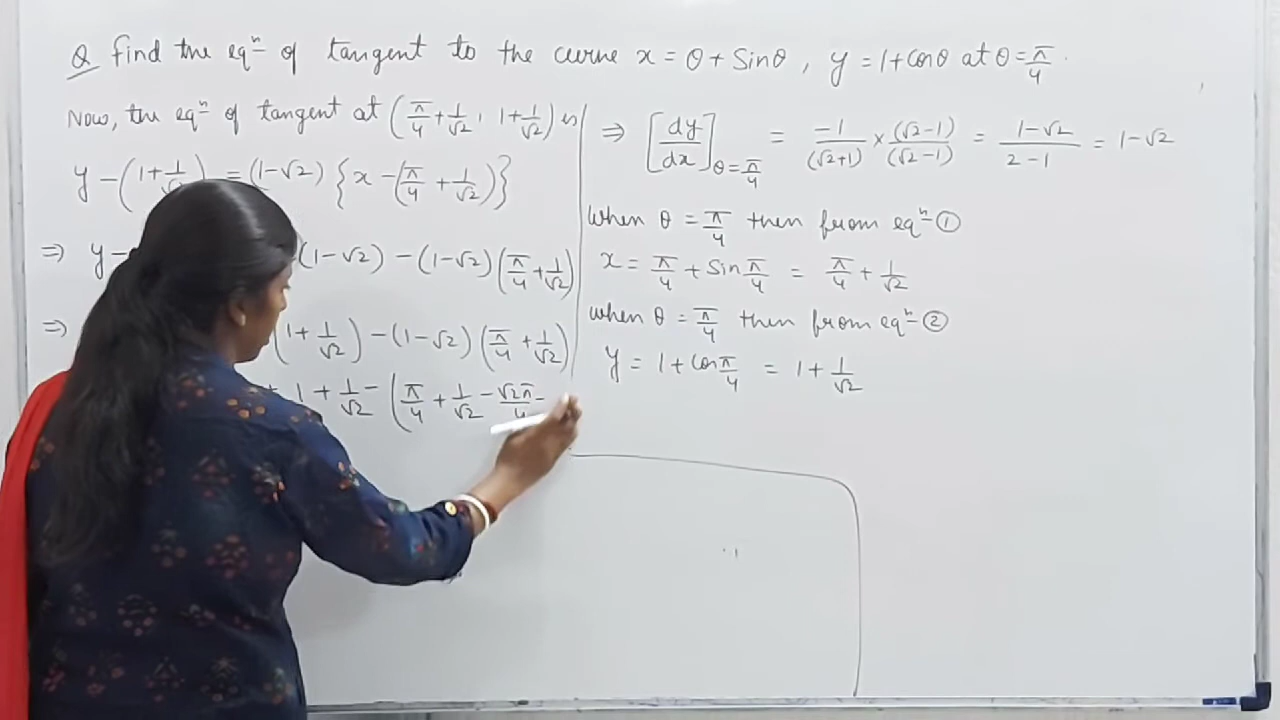 Q Find the eqⁿ of tangent to the curve x = θ + Sinθ, y = 1 + Cosθ at θ = π/4.
Now, the eqⁿ of tangent at (π/4 + 1/√2, 1 + 1/√2) is
y - (1 + 1/√2) = (1-√2) {x - (π/4 + 1/√2)}
⇒ y - (1-√2) - (1-√2)(π/4 + 1/√2)
⇒ (1 + 1/√2) - (1-√2)(π/4 + 1/√2)
+ 1 + 1/√2 - (π/4 + 1/√2 - √2π/4 -
⇒ [dy/dx]θ = π/4 = -1/(√2+1) × (√2-1)/(√2-1) = 1-√2/2-1 = 1-√2
When θ = π/4 then from eqⁿ ①
x = π/4 + Sin π/4 = π/4 + 1/√2
when θ = π/4 then from eqⁿ ②
y = 1 + cos π/4 = 1 + 1/√2